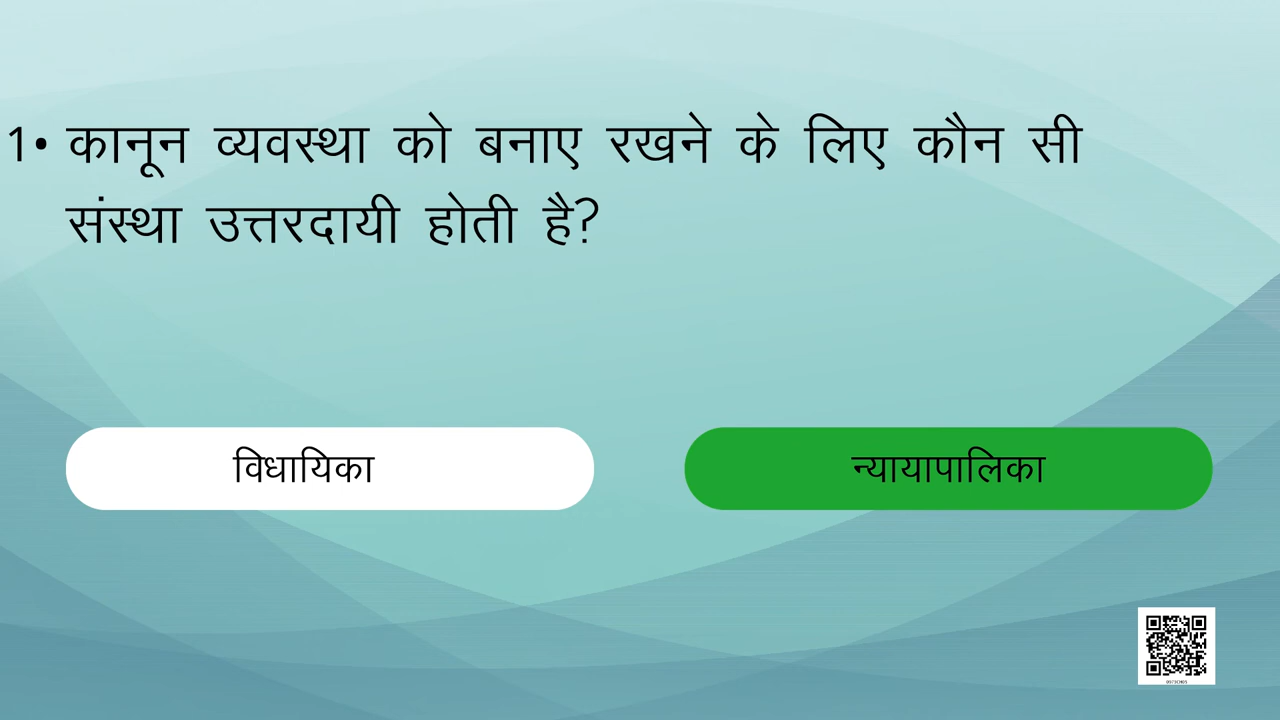 1• कानून व्यवस्था को बनाए रखने के लिए कौन सी
संस्था उत्तरदायी होती है?
विधायिका
न्यायापालिका